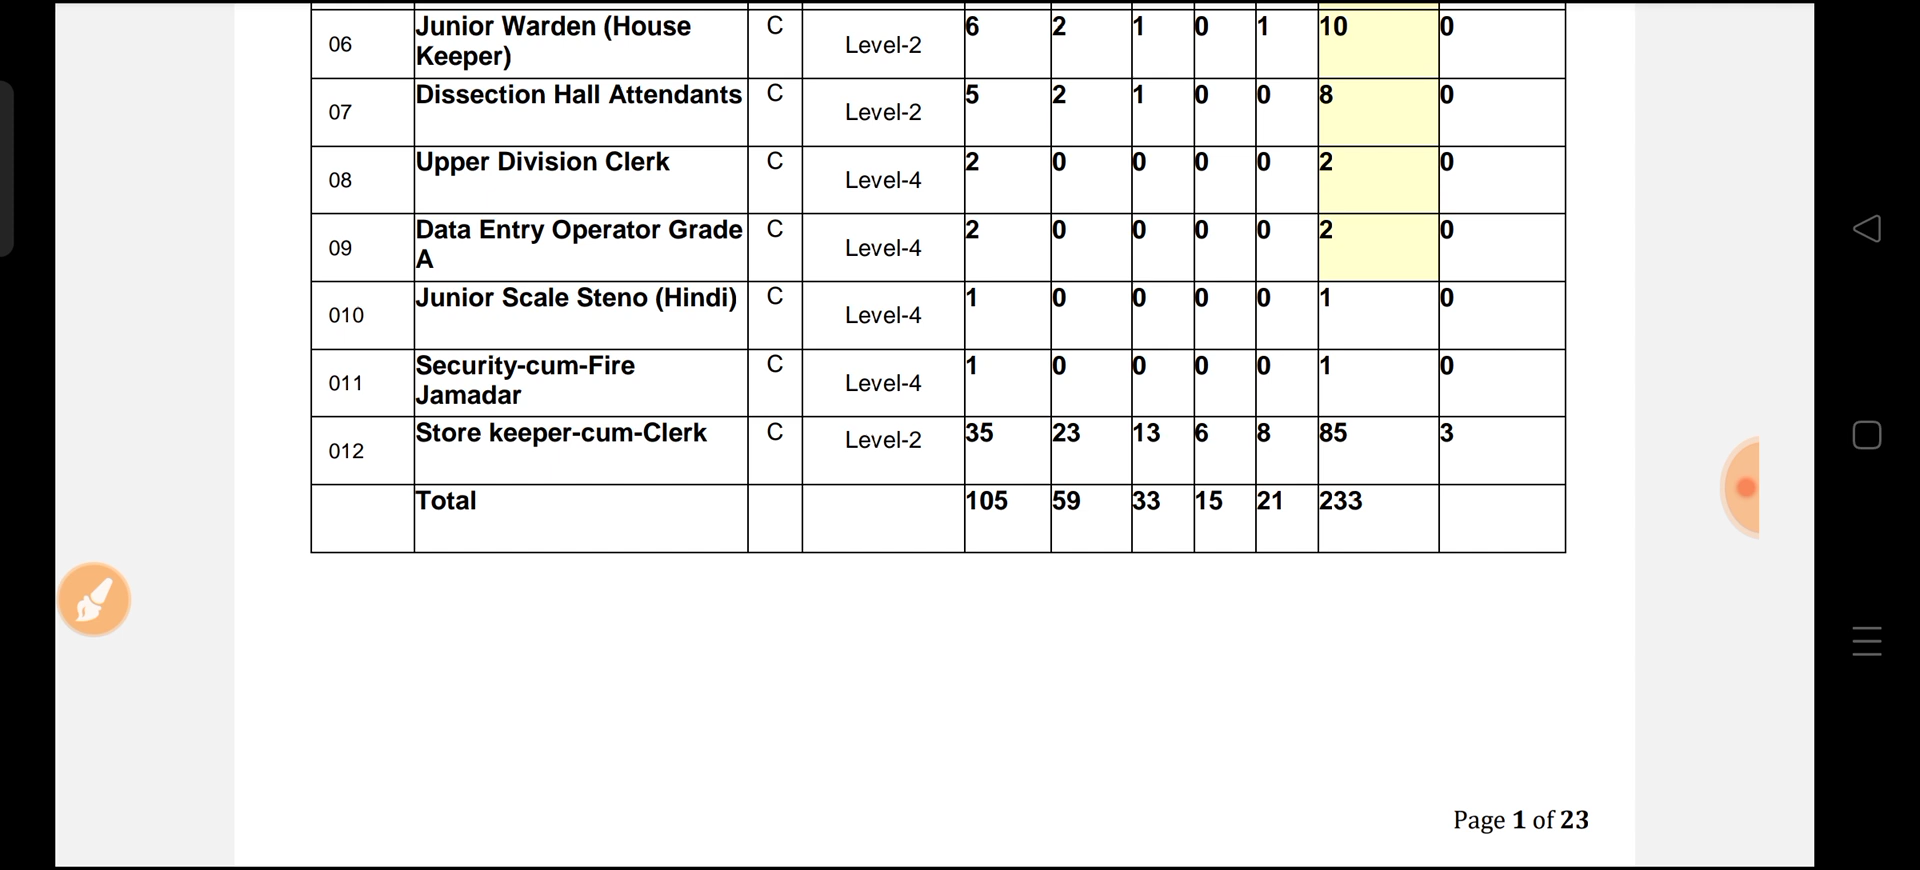 06 Junior Warden (House Keeper) C Level-2 6 2 1 0 1 10 0
07 Dissection Hall Attendants C Level-2 5 2 1 0 0 8 0
08 Upper Division Clerk C Level-4 2 0 0 0 0 2 0
09 Data Entry Operator Grade A C Level-4 2 0 0 0 0 2 0
010 Junior Scale Steno (Hindi) C Level-4 1 0 0 0 0 1 0
011 Security-cum-Fire Jamadar C Level-4 1 0 0 0 0 1 0
012 Store keeper-cum-Clerk C Level-2 35 23 13 6 8 85 3
Total 105 59 33 15 21 233
Page 1 of 23